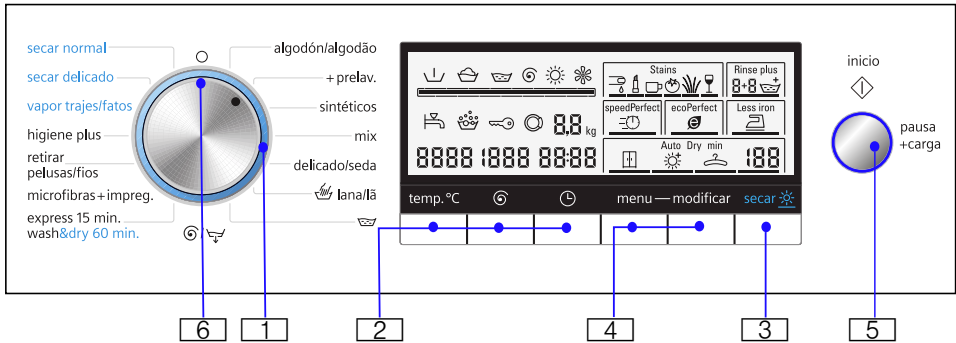 secar normal
secar delicado
vapor trajes/fatos
higiene plus
retirar
pelusas/fios
microfibras+impreg.
express 15 min.
wash&dry 60 min.
algodón/algodão
+prelav.
sintéticos
mix
delicado/seda
lana/lã
Stains
Rinse plus
8+8
speedPerfect
ecoPerfect
Less iron
8,8 kg
Auto Dry min
8888 1888 88:88
188
temp.°C
menu — modificar
secar
inicio
pausa
+carga
6
1
2
4
3
5